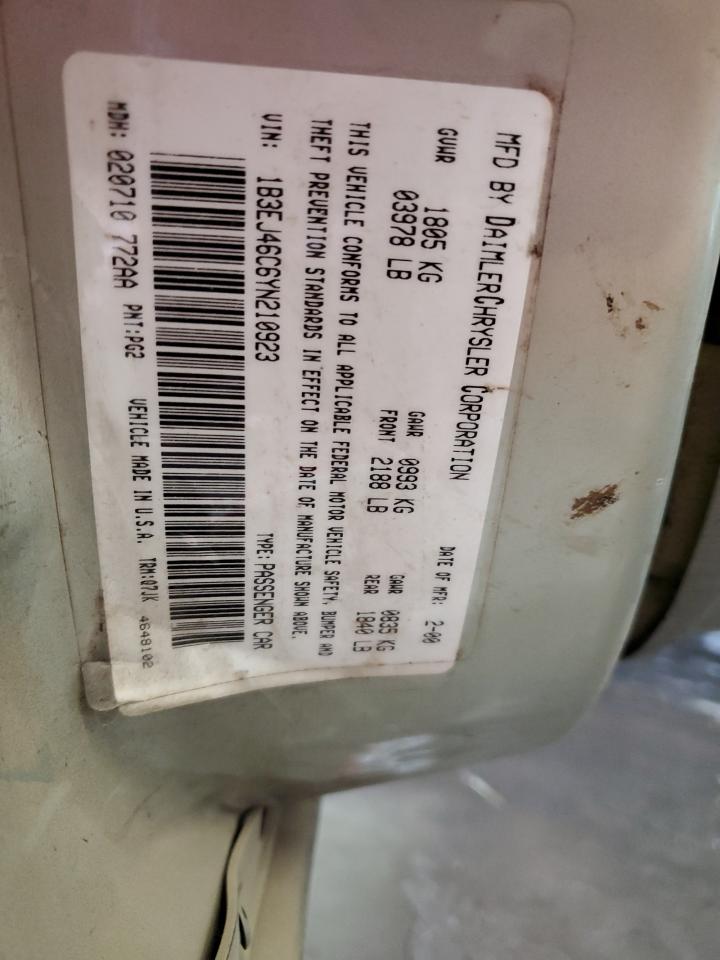 MFD BY DAIMLERCHRYSLER CORPORATION
DATE OF MFR: 2-00
GVWR 1805 KG
03978 LB
GAWR 0993 KG
FRONT 2188 LB
GAWR 0835 KG
REAR 1840 LB
THIS VEHICLE CONFORMS TO ALL APPLICABLE FEDERAL MOTOR VEHICLE SAFETY, BUMPER AND
THEFT PREVENTION STANDARDS IN EFFECT ON THE DATE OF MANUFACTURE SHOWN ABOVE.
VIN: 1B3EJ46C6YN210923
TYPE: PASSENGER CAR
MDH: 020710 772AA PNT:PG2 VEHICLE MADE IN U.S.A. TRM:Q7JK 4648102